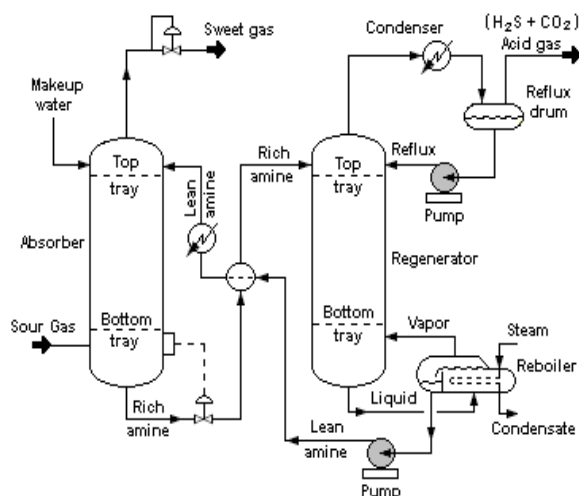 Sweet gas
Condenser
(H2S + CO2)
Acid gas
Makeup
water
Reflux
drum
Rich
amine
Reflux
Top
tray
Lean
amine
Top
tray
Pump
Absorber
Regenerator
Bottom
tray
Sour Gas
Bottom
tray
Vapor
Steam
Reboiler
Rich
amine
Liquid
Condensate
Lean
amine
Pump